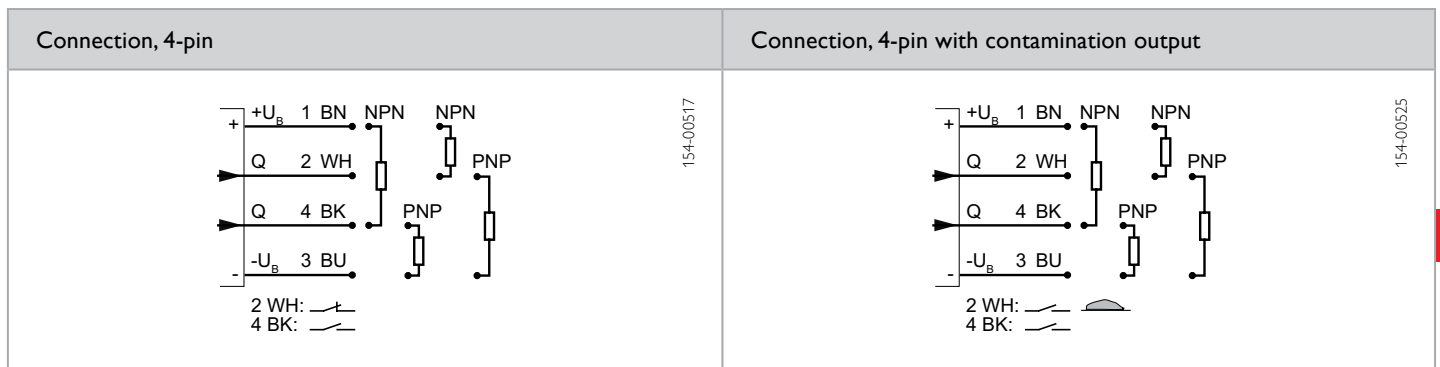 Connection, 4-pin
+U_B 1 BN NPN NPN
+
Q 2 WH PNP
Q 4 BK PNP
-U_B 3 BU
-
2 WH:
4 BK:
154-00517
Connection, 4-pin with contamination output
+U_B 1 BN NPN NPN
+
Q 2 WH PNP
Q 4 BK PNP
-U_B 3 BU
-
2 WH:
4 BK:
154-00525